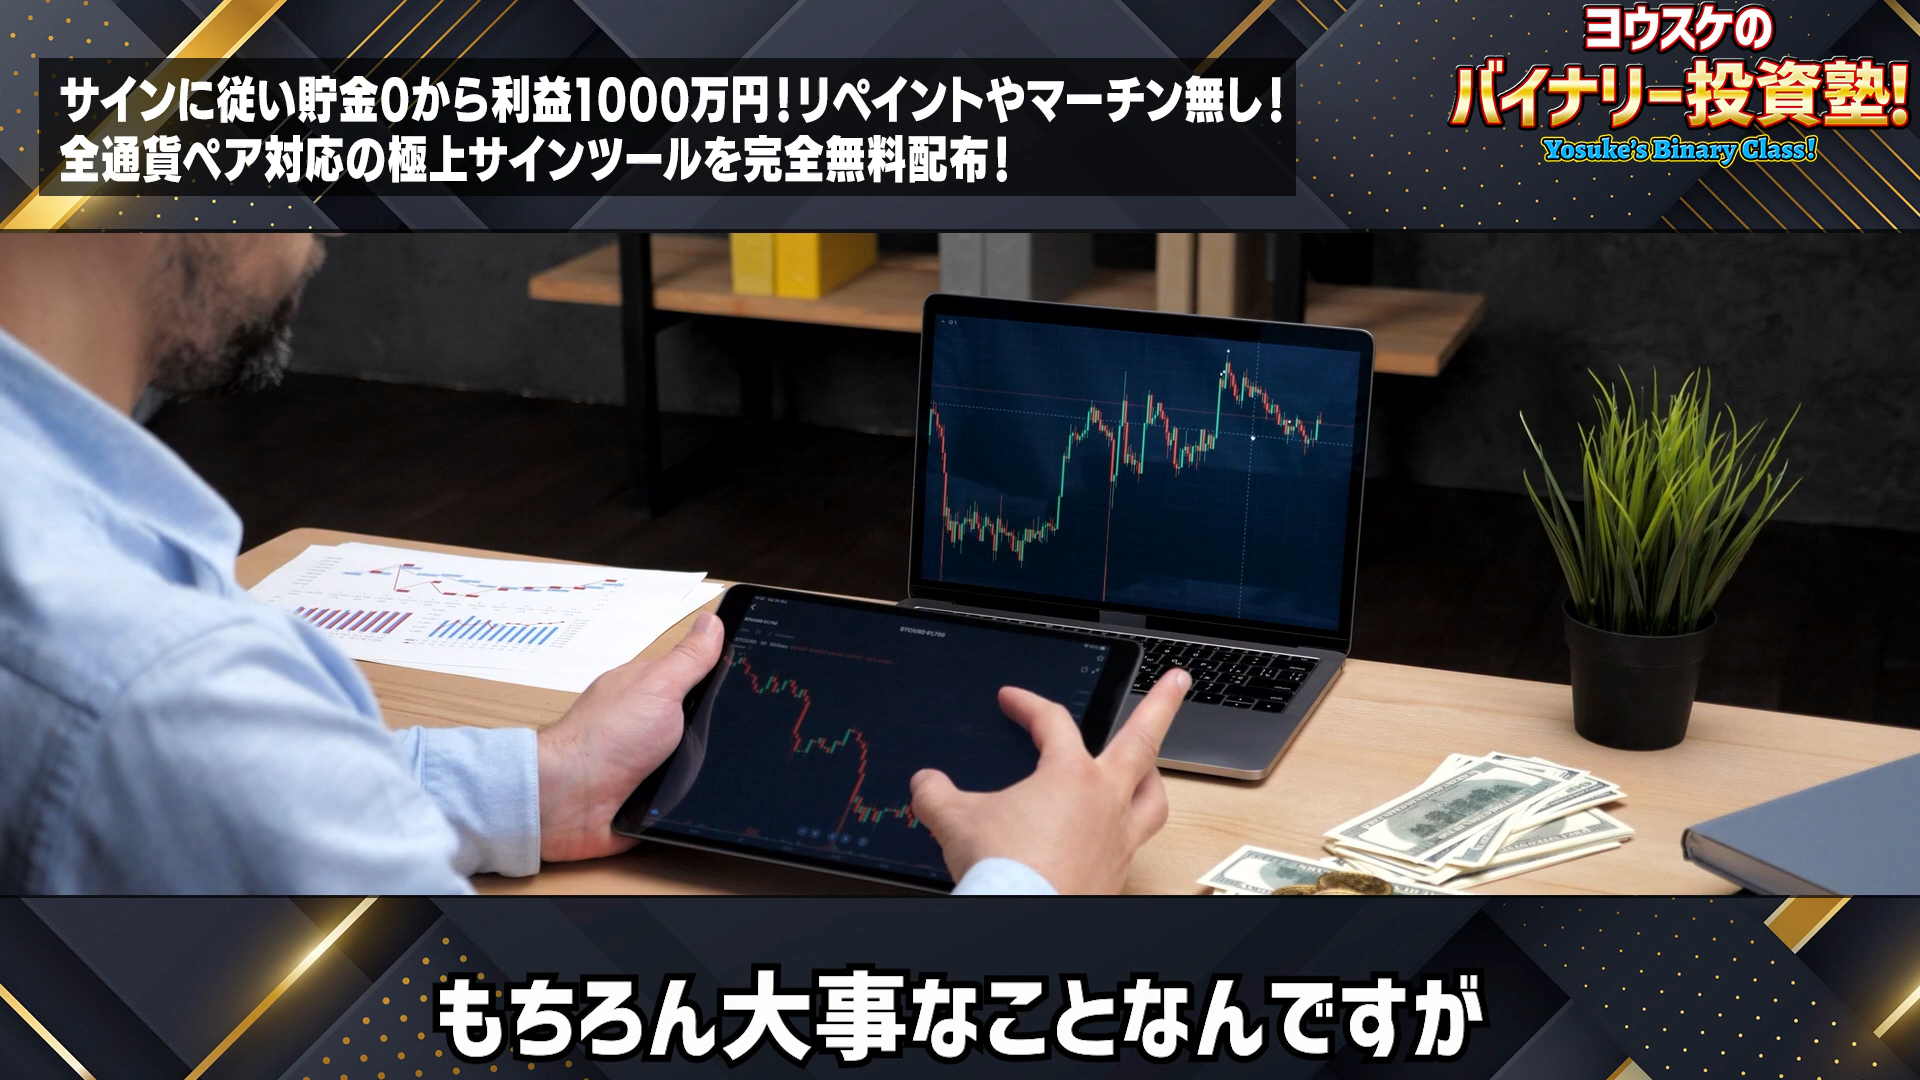 サインに従い貯金0から利益1000万円！リペイントやマーチン無し！
全通貨ペア対応の極上サインツールを完全無料配布！
ヨウスケの
バイナリー投資塾！
Yosuke's Binary Class!
もちろん大事なことなんですが